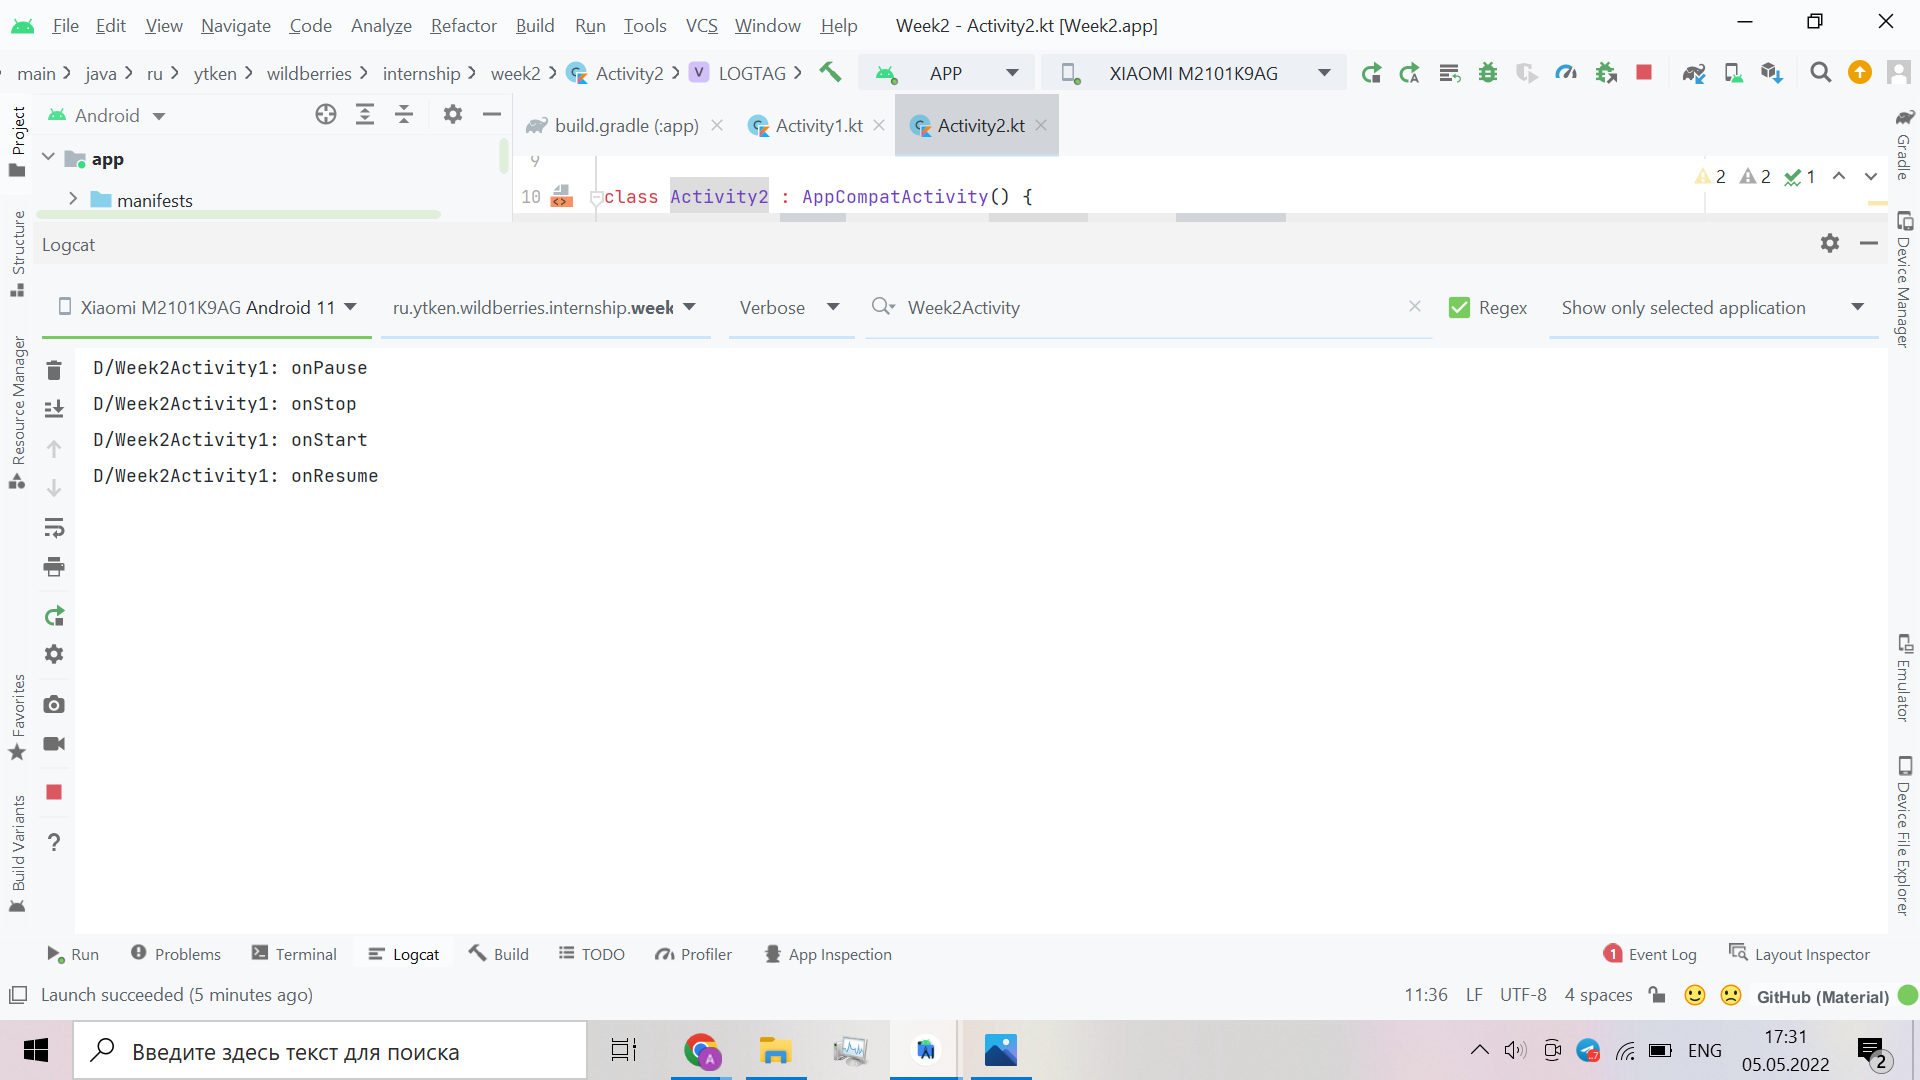 File Edit View Navigate Code Analyze Refactor Build Run Tools VCS Window Help Week2 - Activity2.kt [Week2.app]
main java ru ytken wildberries internship week2 Activity2 V LOGTAG APP XIAOMI M2101K9AG
Project
Android
build.gradle (:app) Activity1.kt Activity2.kt
app
manifests
9
10 class Activity2 : AppCompatActivity() {
2 2 1
Gradle
Structure
Logcat
Device Manager
Xiaomi M2101K9AG Android 11 ru.ytken.wildberries.internship.week Verbose Week2Activity Regex Show only selected application
Resource Manager
D/Week2Activity1: onPause
D/Week2Activity1: onStop
D/Week2Activity1: onStart
D/Week2Activity1: onResume
Favorites
Build Variants
Emulator
Device File Explorer
?
Run Problems Terminal Logcat Build TODO Profiler App Inspection 1 Event Log Layout Inspector
Launch succeeded (5 minutes ago) 11:36 LF UTF-8 4 spaces GitHub (Material)
Введите здесь текст для поиска
A
ENG
17:31
05.05.2022
2